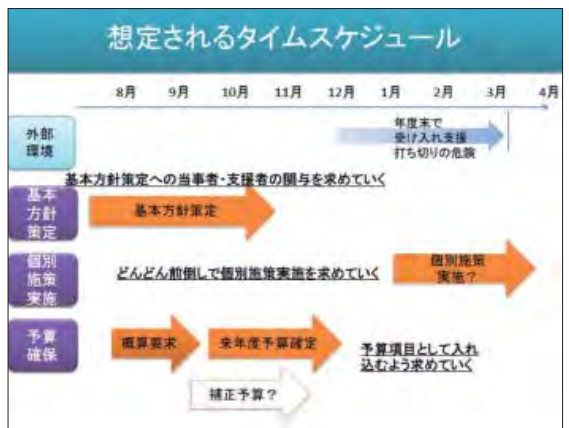 想定されるタイムスケジュール
8月 9月 10月 11月 12月 1月 2月 3月 4月
外部
環境
年度末で
受け入れ支援
打ち切りの危険
基本方針策定への当事者・支援者の関与を求めていく
基本
方針
策定
基本方針策定
個別
施策
実施
どんどん前倒しで個別施策実施を求めていく
個別施策
実施？
予算
確保
概算要求
来年度予算確定
予算項目として入れ
込むよう求めていく
補正予算？